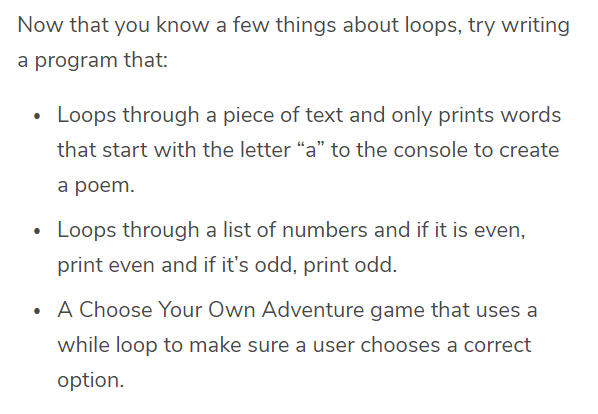 Now that you know a few things about loops, try writing
a program that:
• Loops through a piece of text and only prints words
that start with the letter “a” to the console to create
a poem.
• Loops through a list of numbers and if it is even,
print even and if it’s odd, print odd.
• A Choose Your Own Adventure game that uses a
while loop to make sure a user chooses a correct
option.